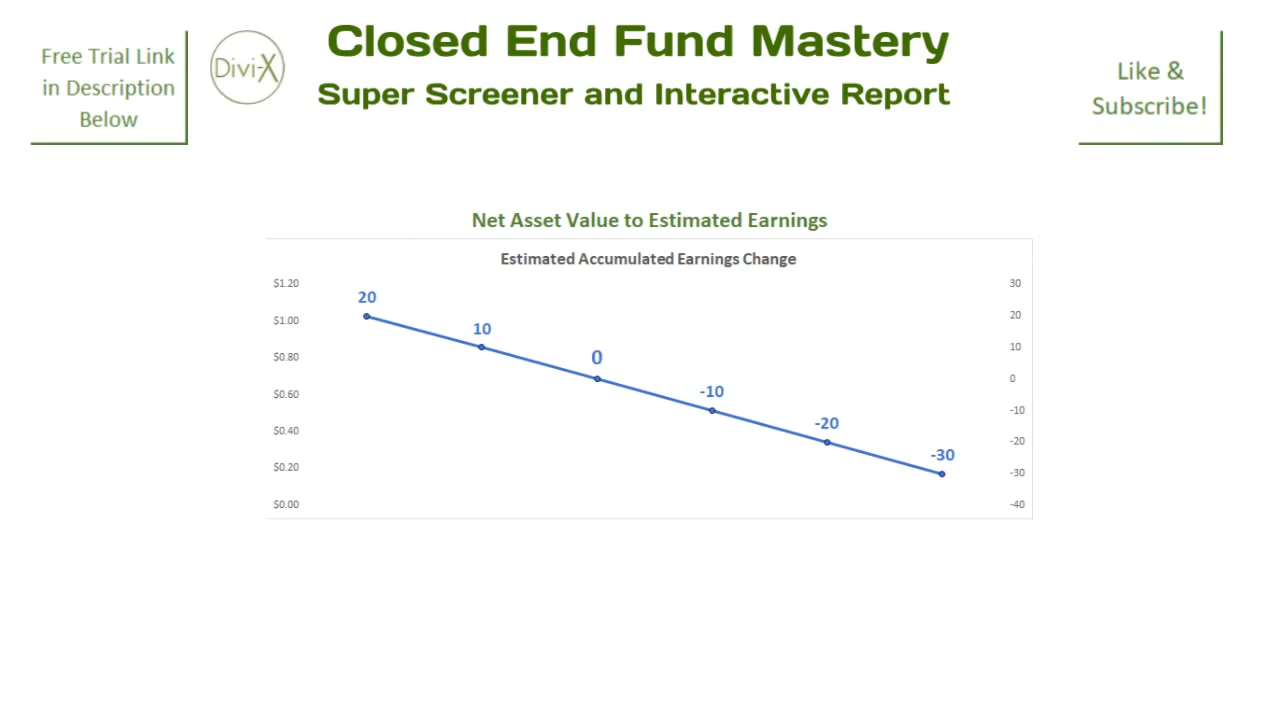 Free Trial Link
in Description
Below
Divi-X
Closed End Fund Mastery
Super Screener and Interactive Report
Like &
Subscribe!
Net Asset Value to Estimated Earnings
Estimated Accumulated Earnings Change
$1.20
$1.00
$0.80
$0.60
$0.40
$0.20
$0.00
20
10
0
-10
-20
-30
30
20
10
0
-10
-20
-30
-40